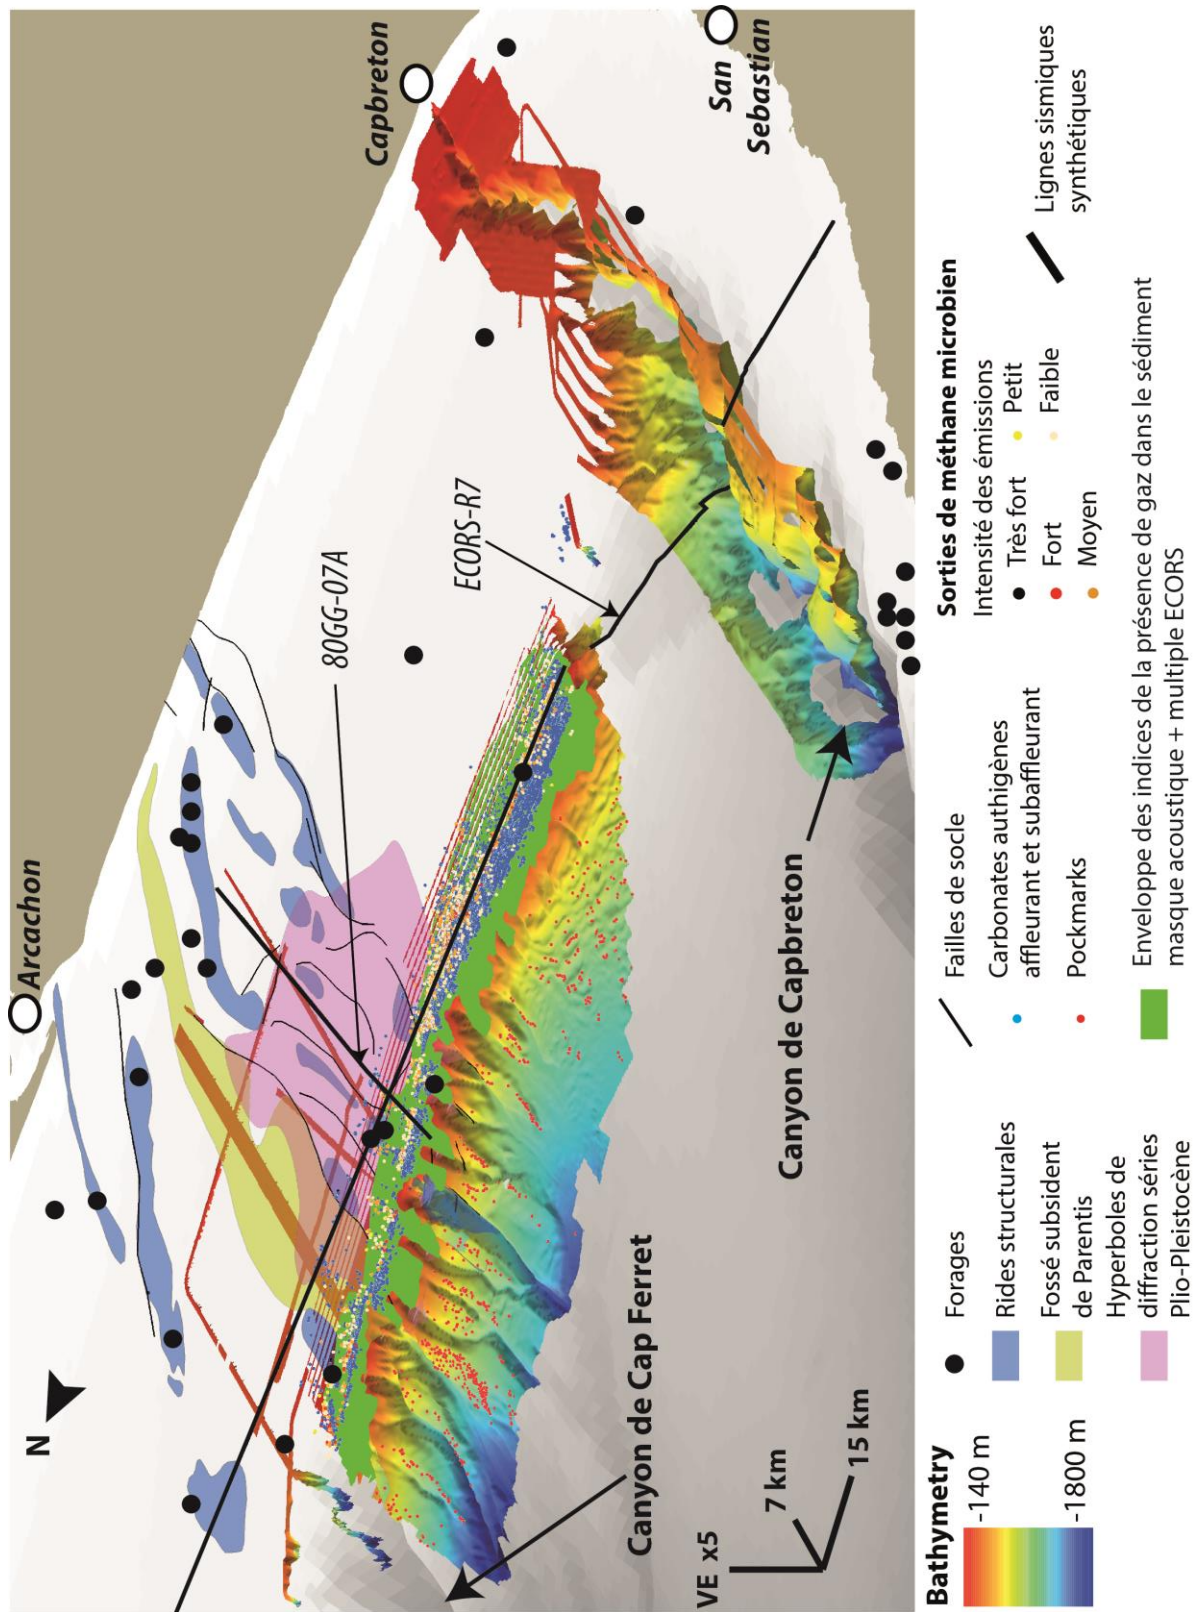 N
Arcachon
Capbreton
San
Sebastian
80GG-07A
ECORS-R7
Canyon de Cap Ferret
Canyon de Capbreton
VE x5
7 km
15 km
Bathymetry
-140 m
-1800 m
Forages
Rides structurales
Fossé subsident
de Parentis
Hyperboles de
diffraction séries
Plio-Pleistocène
Failles de socle
Carbonates authigènes
affleurant et subaffleurant
Pockmarks
Enveloppe des indices de la présence de gaz dans le sédiment
masque acoustique + multiple ECORS
Sorties de méthane microbien
Intensité des émissions
Très fort
Petit
Fort
Faible
Moyen
Lignes sismiques
synthétiques